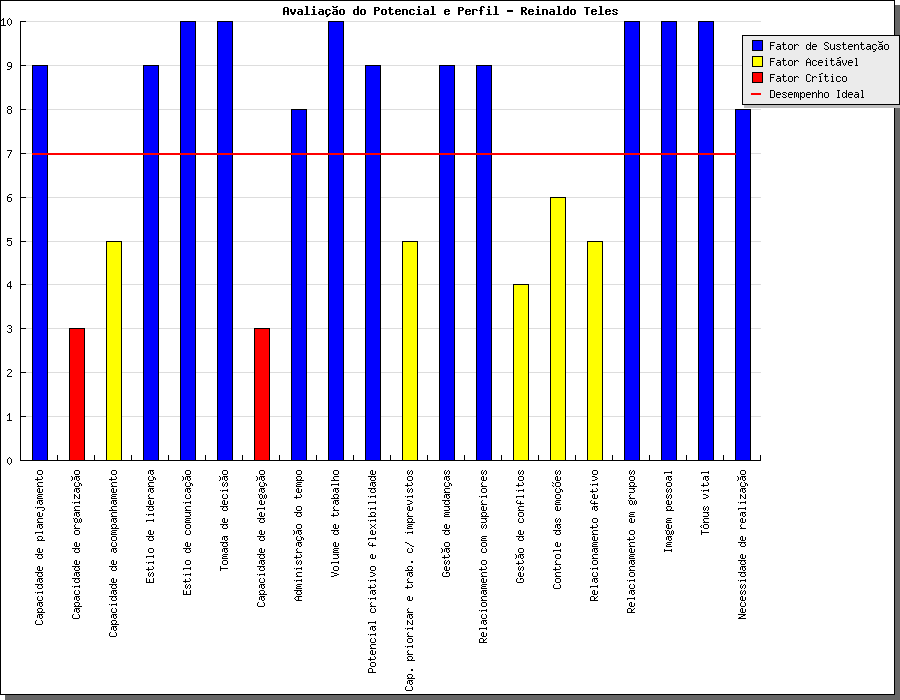 Avaliação do Potencial e Perfil - Reinaldo Teles
Fator de Sustentação
Fator Aceitável
Fator Crítico
Desempenho Ideal
10
9
8
7
6
5
4
3
2
1
0
Capacidade de planejamento
Capacidade de organização
Capacidade de acompanhamento
Estilo de liderança
Estilo de comunicação
Tomada de decisão
Capacidade de delegação
Administração do tempo
Volume de trabalho
Potencial criativo e flexibilidade
Cap. priorizar e trab. c/ imprevistos
Gestão de mudanças
Relacionamento com superiores
Gestão de conflitos
Controle das emoções
Relacionamento afetivo
Relacionamento em grupos
Imagem pessoal
Tônus vital
Necessidade de realização